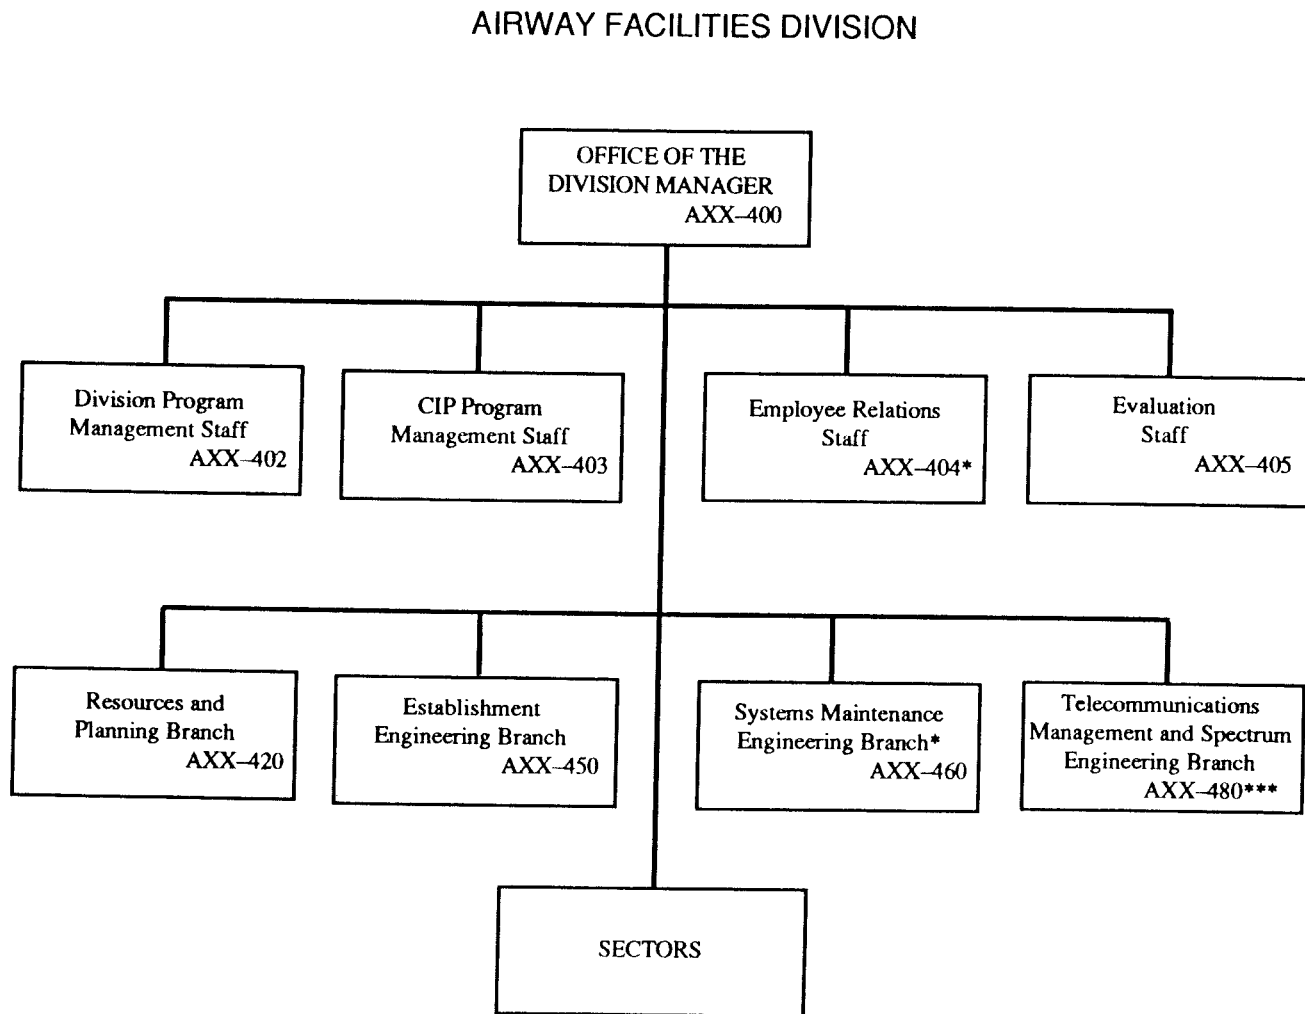 AIRWAY FACILITIES DIVISION
OFFICE OF THE
DIVISION MANAGER
AXX–400
Division Program
Management Staff
AXX–402
CIP Program
Management Staff
AXX–403
Employee Relations
Staff
AXX–404*
Evaluation
Staff
AXX–405
Resources and
Planning Branch
AXX–420
Establishment
Engineering Branch
AXX–450
Systems Maintenance
Engineering Branch*
AXX–460
Telecommunications
Management and Spectrum
Engineering Branch
AXX–480***
SECTORS